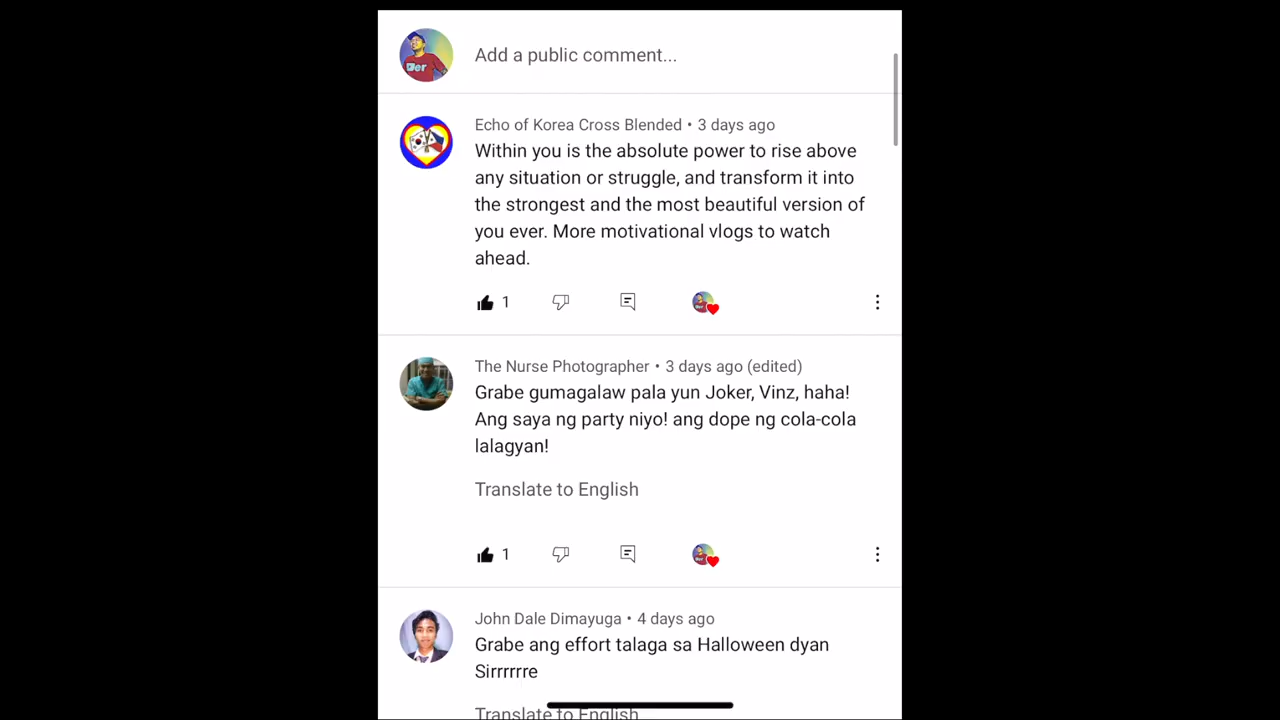 Add a public comment...
Echo of Korea Cross Blended • 3 days ago
Within you is the absolute power to rise above
any situation or struggle, and transform it into
the strongest and the most beautiful version of
you ever. More motivational vlogs to watch
ahead.
1
The Nurse Photographer • 3 days ago (edited)
Grabe gumagalaw pala yun Joker, Vinz, haha!
Ang saya ng party niyo! ang dope ng cola-cola
lalagyan!
Translate to English
1
John Dale Dimayuga • 4 days ago
Grabe ang effort talaga sa Halloween dyan
Sirrrrrre
Translate to English